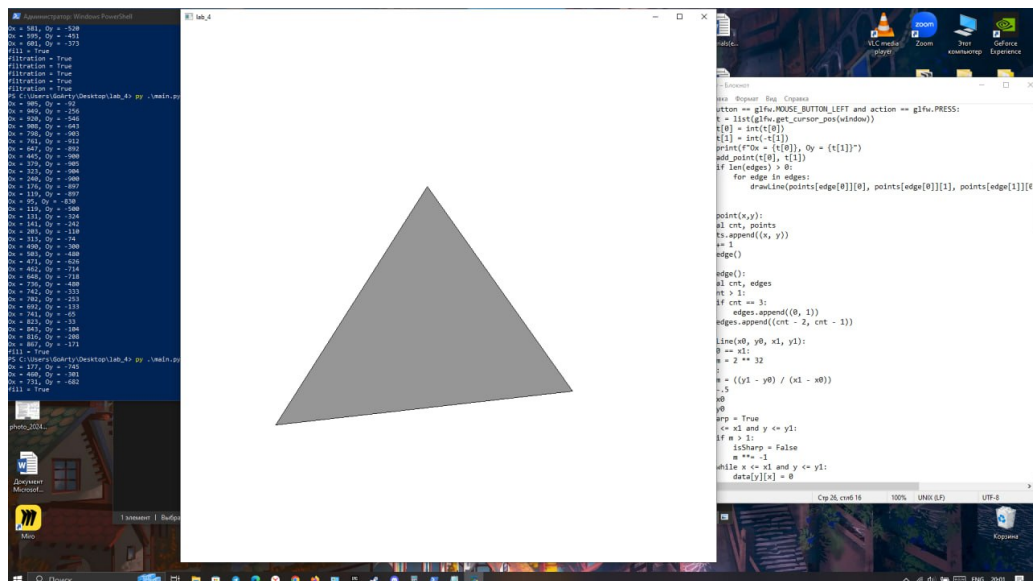 Администратор: Windows PowerShell
Ox = 501, Oy = -520
Ox = 595, Oy = -451
Ox = 601, Oy = -373
fill = True
filtration = True
filtration = True
filtration = True
filtration = True
filtration = True
PS C:\Users\GoArty\Desktop\lab_4> py .\main.py
Ox = 905, Oy = -92
Ox = 949, Oy = -256
Ox = 920, Oy = -546
Ox = 908, Oy = -643
Ox = 798, Oy = -903
Ox = 761, Oy = -912
Ox = 647, Oy = -892
Ox = 445, Oy = -900
Ox = 379, Oy = -905
Ox = 323, Oy = -904
Ox = 240, Oy = -900
Ox = 176, Oy = -897
Ox = 119, Oy = -897
Ox = 95, Oy = -830
Ox = 119, Oy = -500
Ox = 131, Oy = -324
Ox = 141, Oy = -242
Ox = 203, Oy = -110
Ox = 313, Oy = -74
Ox = 490, Oy = -300
Ox = 503, Oy = -480
Ox = 471, Oy = -626
Ox = 462, Oy = -714
Ox = 648, Oy = -718
Ox = 736, Oy = -480
Ox = 742, Oy = -333
Ox = 702, Oy = -253
Ox = 692, Oy = -133
Ox = 741, Oy = -65
Ox = 823, Oy = -33
Ox = 843, Oy = -104
Ox = 816, Oy = -208
Ox = 867, Oy = -171
fill = True
PS C:\Users\GoArty\Desktop\lab_4> py .\main.py
Ox = 177, Oy = -745
Ox = 460, Oy = -301
Ox = 731, Oy = -682
fill = True
lab_4
VLC media player
Zoom
zoom
Этот компьютер
GeForce Experience
– Блокнот
Формат Вид Справка
utton == glfw.MOUSE_BUTTON_LEFT and action == glfw.PRESS:
t = list(glfw.get_cursor_pos(window))
t[0] = int(t[0])
t[1] = int(-t[1])
print(f"Ox = {t[0]}, Oy = {t[1]}")
add_point(t[0], t[1])
if len(edges) > 0:
for edge in edges:
drawLine(points[edge[0]][0], points[edge[0]][1], points[edge[1]][0
point(x,y):
al cnt, points
ts.append((x, y))
+= 1
edge()
edge():
al cnt, edges
nt > 1:
if cnt == 3:
edges.append((0, 1))
edges.append((cnt - 2, cnt - 1))
Line(x0, y0, x1, y1):
0 == x1:
m = 2 ** 32
:
m = ((y1 - y0) / (x1 - x0))
-.5
x0
y0
arp = True
<= x1 and y <= y1:
if m > 1:
isSharp = False
m **= -1
while x <= x1 and y <= y1:
data[y][x] = 0
Стр 26, стлб 16
100%
UNIX (LF)
UTF-8
photo_2024...
Документ Microsof...
Miro
1 элемент
Выбра
Корзина
Поиск
ENG
20:01